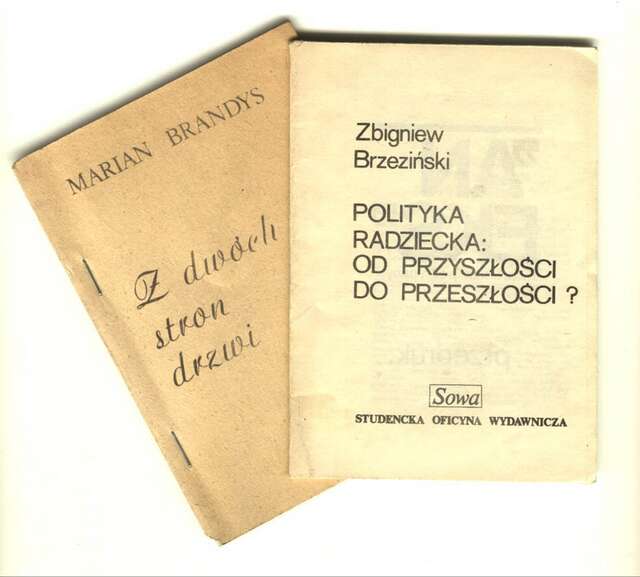 MARIAN BRANDYS
Z dwóch
stron
drzwi
Zbigniew
Brzeziński
POLITYKA
RADZIECKA:
OD PRZYSZŁOŚCI
DO PRZESZŁOŚCI ?
Sowa
STUDENCKA OFICYNA WYDAWNICZA